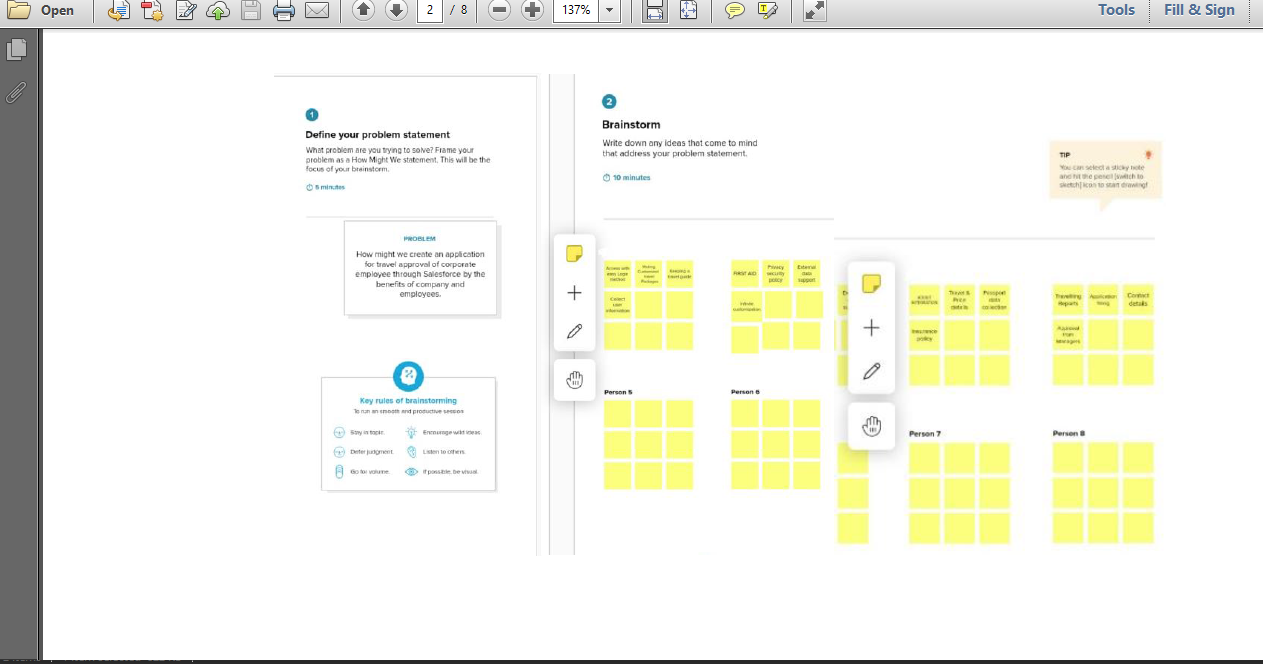 Open
2 / 8
137%
Tools
Fill & Sign
1
Define your problem statement
What problem are you trying to solve? Frame your
problem as a How Might We statement. This will be the
focus of your brainstorm.
5 minutes
PROBLEM
How might we create an application
for travel approval of corporate
employee through Salesforce by the
benefits of company and
employees.
Key rules of brainstorming
To run an smooth and productive session
Stay in topic.
Encourage wild ideas.
Defer judgment.
Listen to others.
Go for volume.
If possible, be visual.
2
Brainstorm
Write down any ideas that come to mind
that address your problem statement.
10 minutes
TIP
You can select a sticky note
and hit the pencil [switch to
sketch] icon to start drawing!
Access with
easy Login
Collect
user
information
FIRST AID
Privacy
security
policy
External
data
support
Infinite
customization
Insurance
policy
Travel &
Price
details
Passport
data
collection
Travelling
Reports
Application
Contact
details
Approval
from
Managers
Person 5
Person 6
Person 7
Person 8